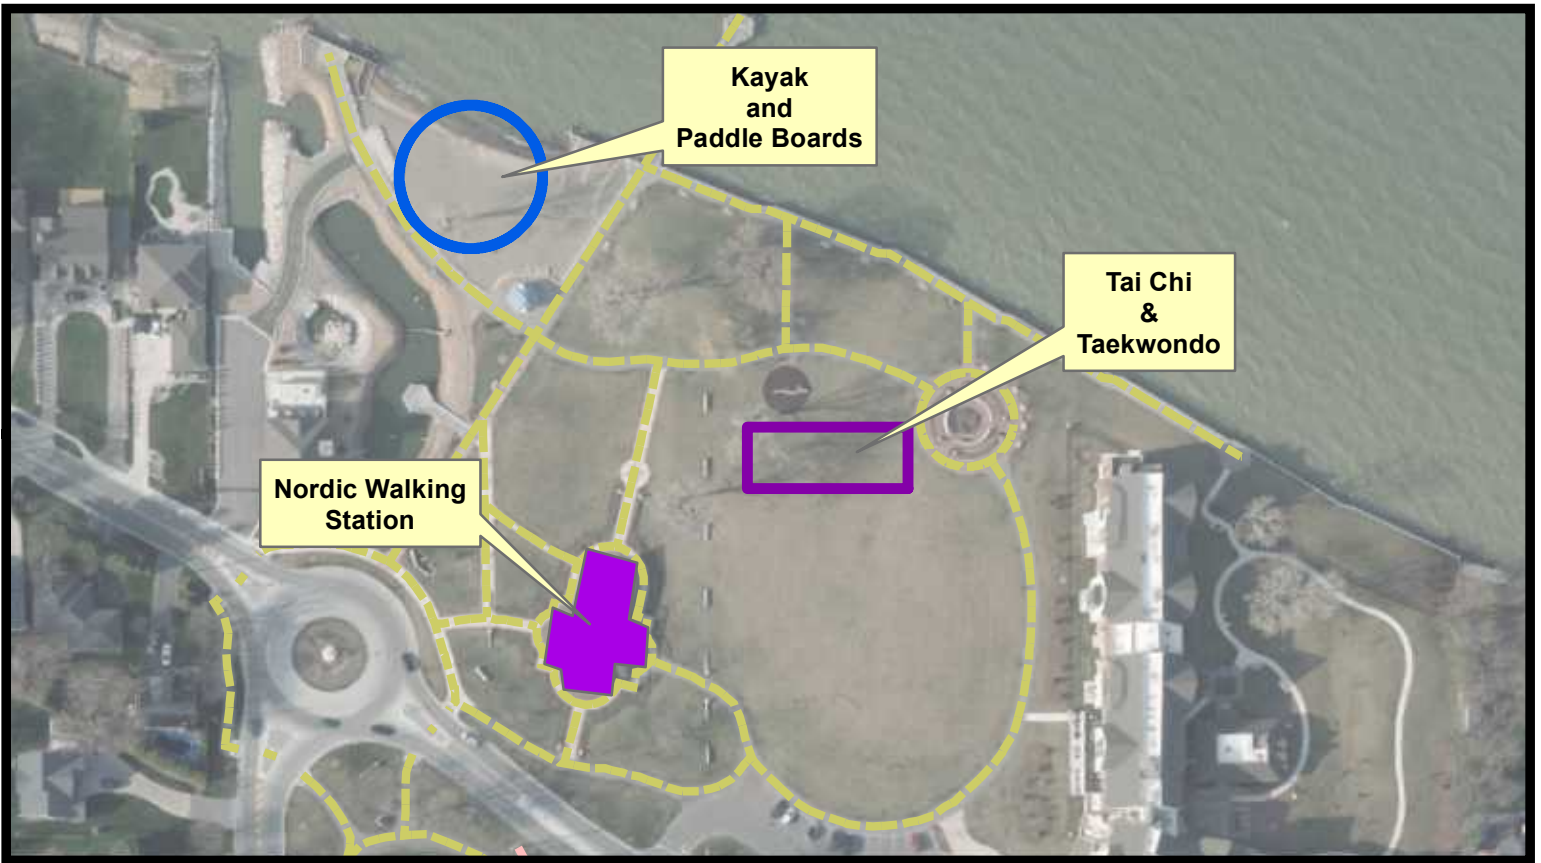 Kayak
and
Paddle Boards
Tai Chi
&
Taekwondo
Nordic Walking
Station